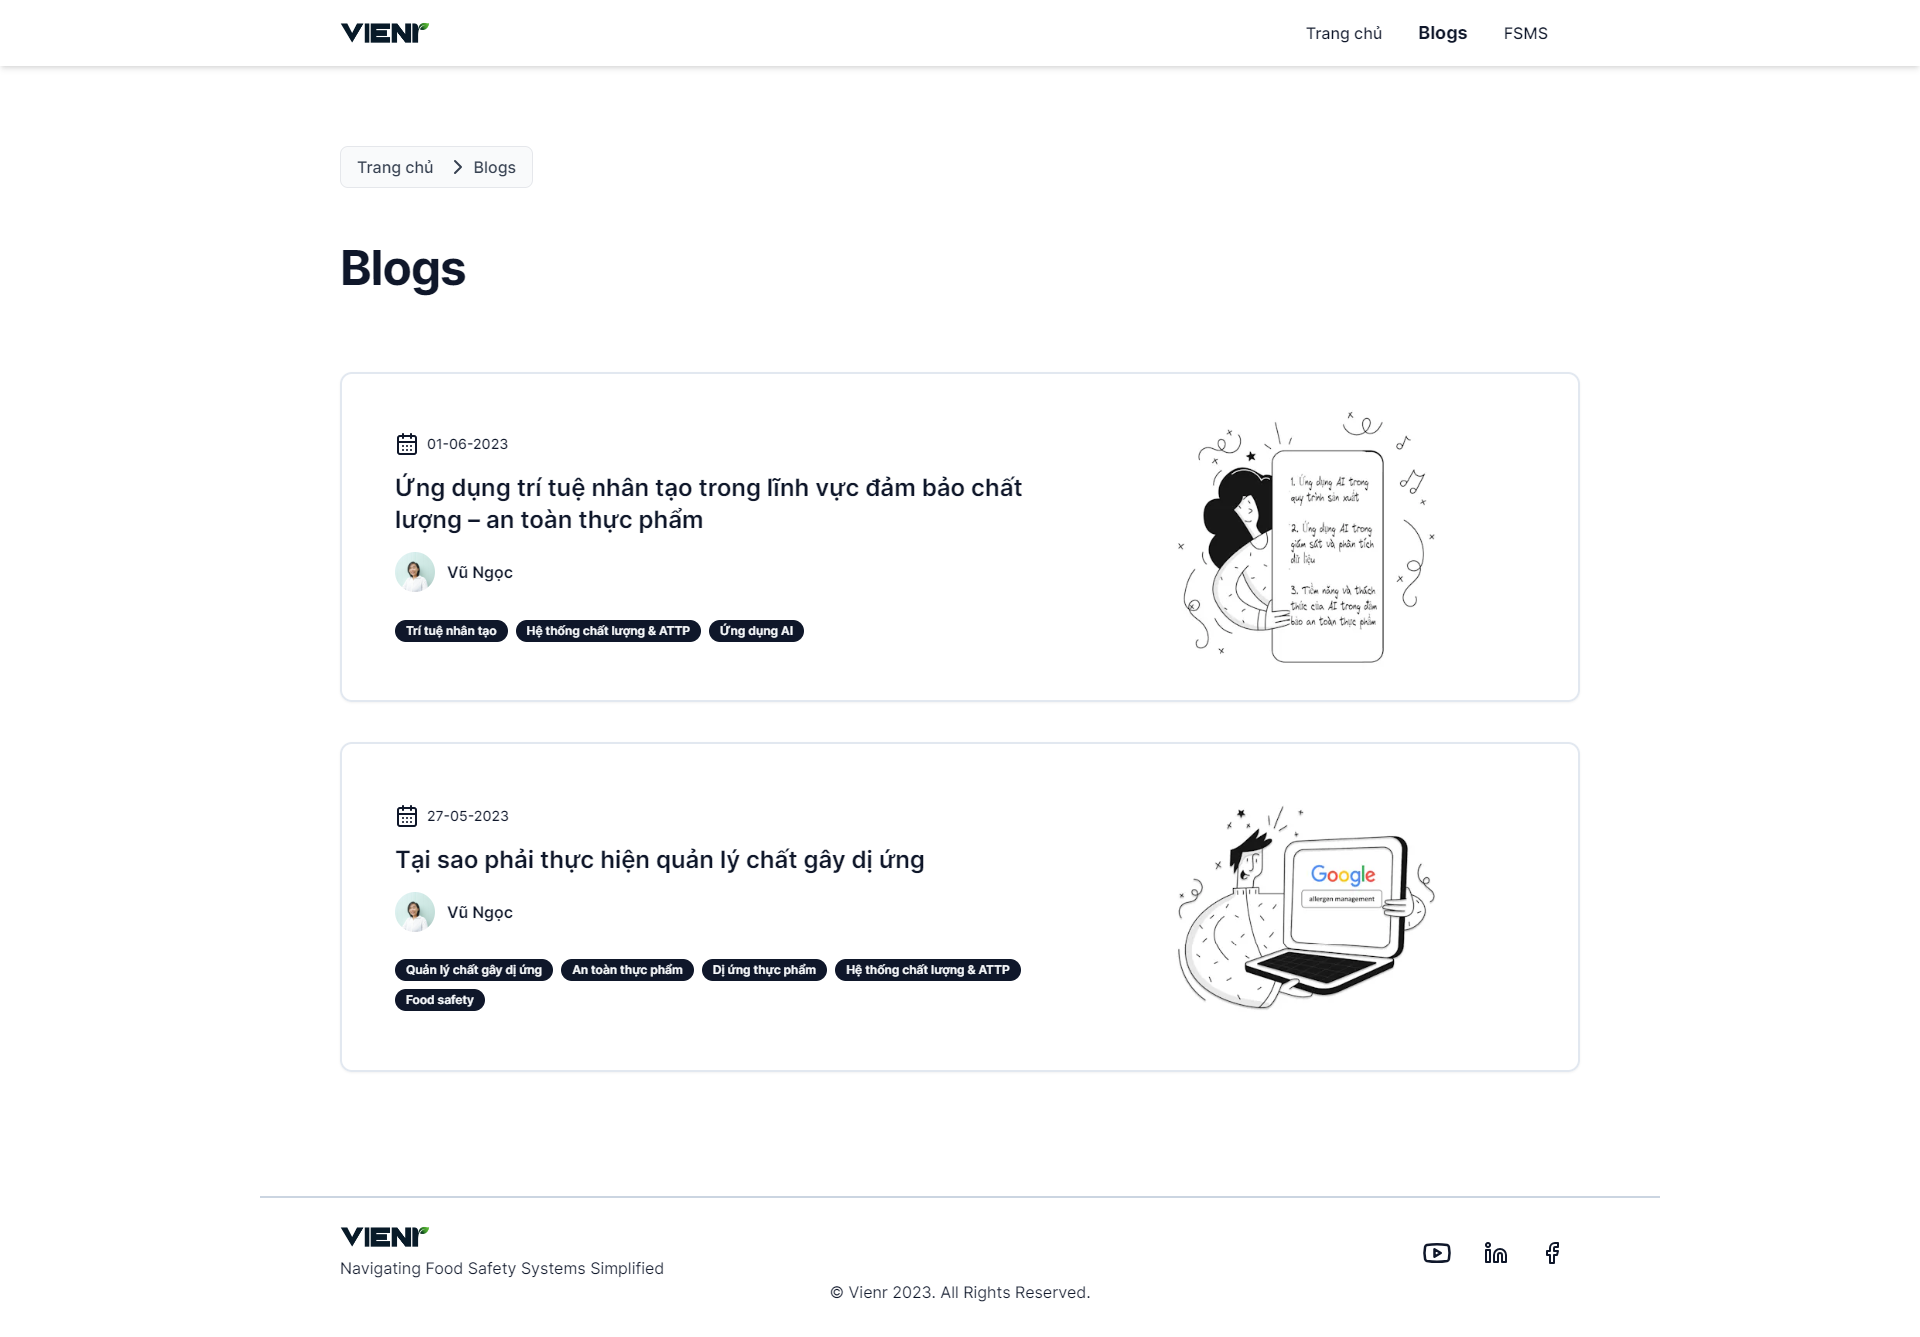 VIENR
Trang chủ Blogs FSMS
Trang chủ Blogs
Blogs
01-06-2023
Ứng dụng trí tuệ nhân tạo trong lĩnh vực đảm bảo chất
lượng – an toàn thực phẩm
Vũ Ngọc
Trí tuệ nhân tạo Hệ thống chất lượng & ATTP Ứng dụng AI
1. Ứng dụng AI trong
quy trình sản xuất
2. Ứng dụng AI trong
giám sát và phân tích
dữ liệu
3. Tiềm năng và thách
thức của AI trong đảm
bảo an toàn thực phẩm
27-05-2023
Tại sao phải thực hiện quản lý chất gây dị ứng
Vũ Ngọc
Quản lý chất gây dị ứng An toàn thực phẩm Dị ứng thực phẩm Hệ thống chất lượng & ATTP
Food safety
Google
allergen management
VIENR
Navigating Food Safety Systems Simplified
© Vienr 2023. All Rights Reserved.